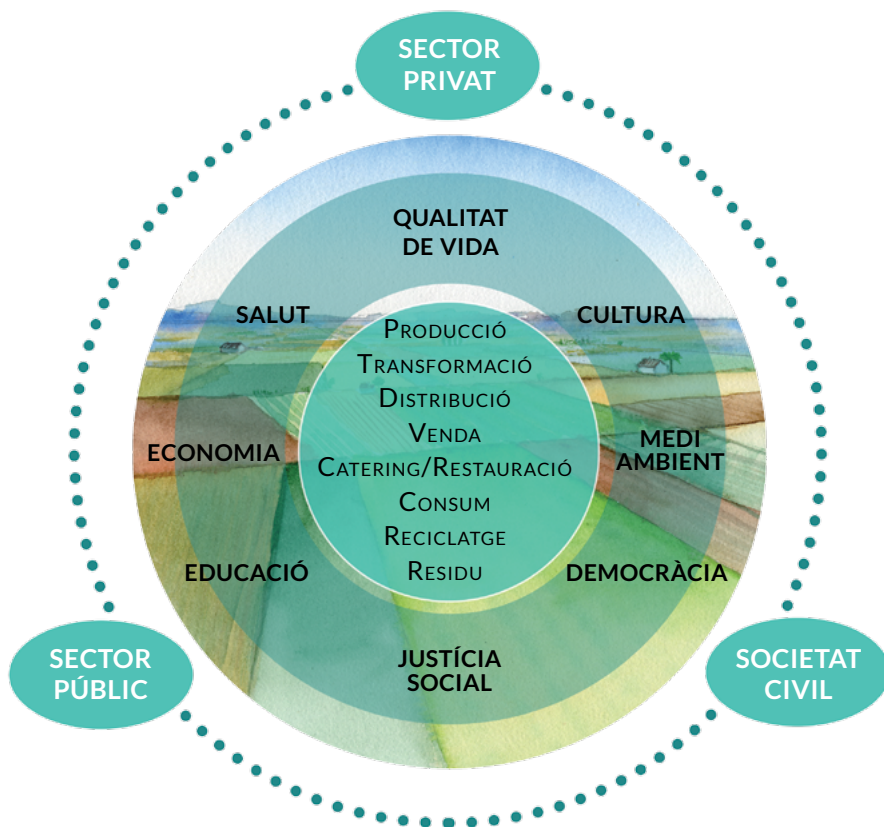 SECTOR
PRIVAT
QUALITAT
DE VIDA
SALUT
CULTURA
PRODUCCIÓ
TRANSFORMACIÓ
DISTRIBUCIÓ
VENDA
CATERING/RESTAURACIÓ
CONSUM
RECICLATGE
RESIDU
ECONOMIA
MEDI
AMBIENT
EDUCACIÓ
DEMOCRÀCIA
JUSTÍCIA
SOCIAL
SECTOR
PÚBLIC
SOCIETAT
CIVIL